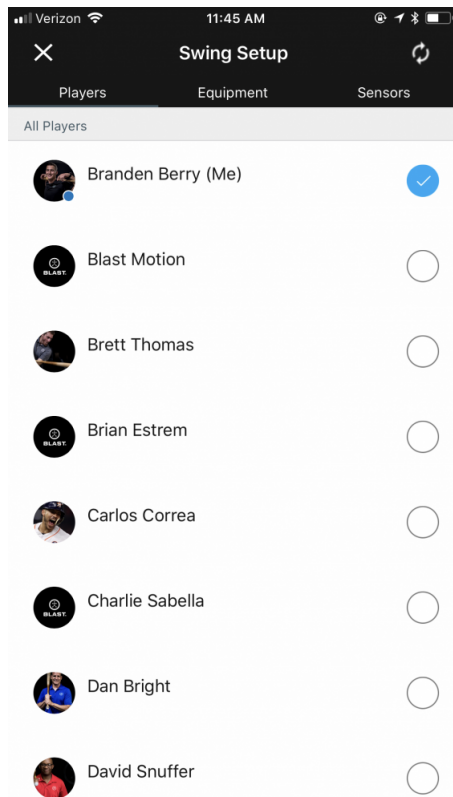 Verizon 11:45 AM
Swing Setup
Players Equipment Sensors
All Players
Branden Berry (Me)
BLAST.
Blast Motion
Brett Thomas
BLAST.
Brian Estrem
Carlos Correa
BLAST.
Charlie Sabella
Dan Bright
David Snuffer